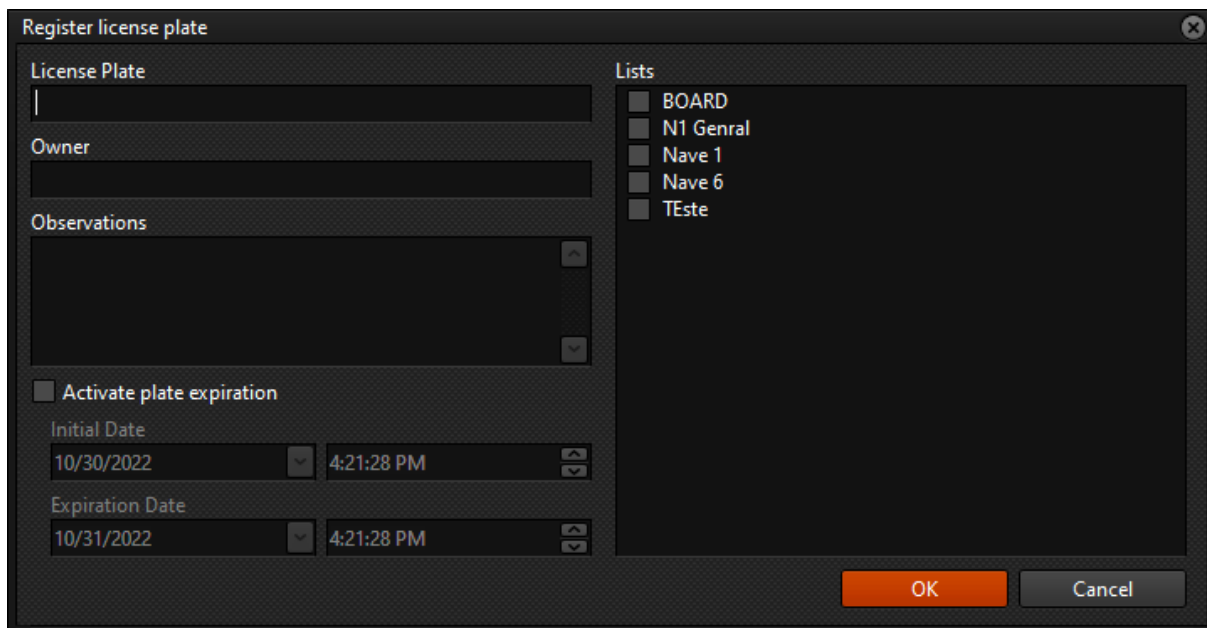 Register license plate
License Plate
Owner
Observations
Activate plate expiration
Initial Date
10/30/2022 4:21:28 PM
Expiration Date
10/31/2022 4:21:28 PM
Lists
BOARD
N1 Genral
Nave 1
Nave 6
TEste
OK Cancel